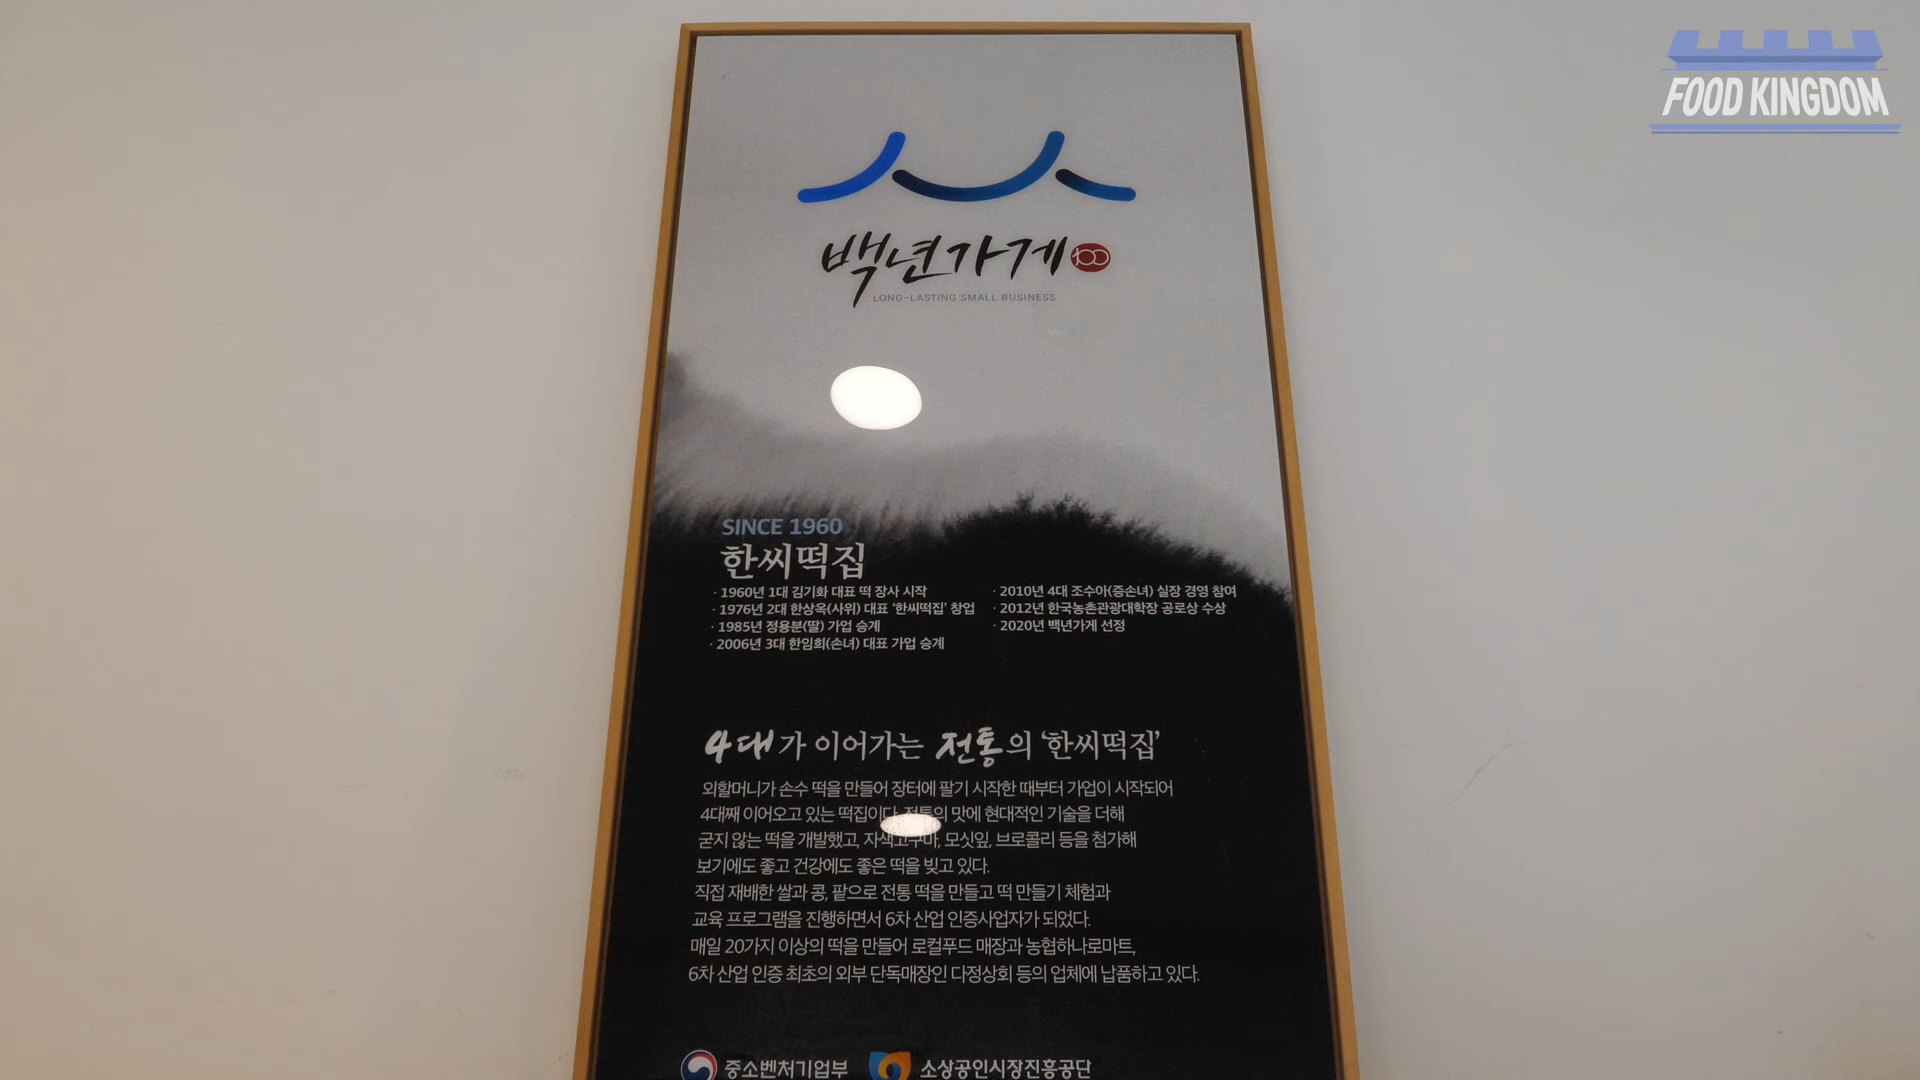 FOOD KINGDOM
백년가게 100
LONG-LASTING SMALL BUSINESS
SINCE 1960
한씨떡집
· 1960년 1대 김기화 대표 떡 장사 시작
· 1976년 2대 한상옥(사위) 대표 '한씨떡집' 창업
· 1985년 정용분(딸) 가업 승계
· 2006년 3대 한임희(손녀) 대표 가업 승계
· 2010년 4대 조수아(증손녀) 실장 경영 참여
· 2012년 한국농촌관광대학장 공로상 수상
· 2020년 백년가게 선정
4대가 이어가는 전통의 '한씨떡집'
외할머니가 손수 떡을 만들어 장터에 팔기 시작한 때부터 가업이 시작되어
4대째 이어오고 있는 떡집이다. 전통의 맛에 현대적인 기술을 더해
굳지 않는 떡을 개발했고, 자색고구마, 모싯잎, 브로콜리 등을 첨가해
보기에도 좋고 건강에도 좋은 떡을 빚고 있다.
직접 재배한 쌀과 콩, 팥으로 전통 떡을 만들고 떡 만들기 체험과
교육 프로그램을 진행하면서 6차 산업 인증사업자가 되었다.
매일 20가지 이상의 떡을 만들어 로컬푸드 매장과 농협하나로마트,
6차 산업 인증 최초의 외부 단독매장인 다정상회 등의 업체에 납품하고 있다.
중소벤처기업부 소상공인시장진흥공단